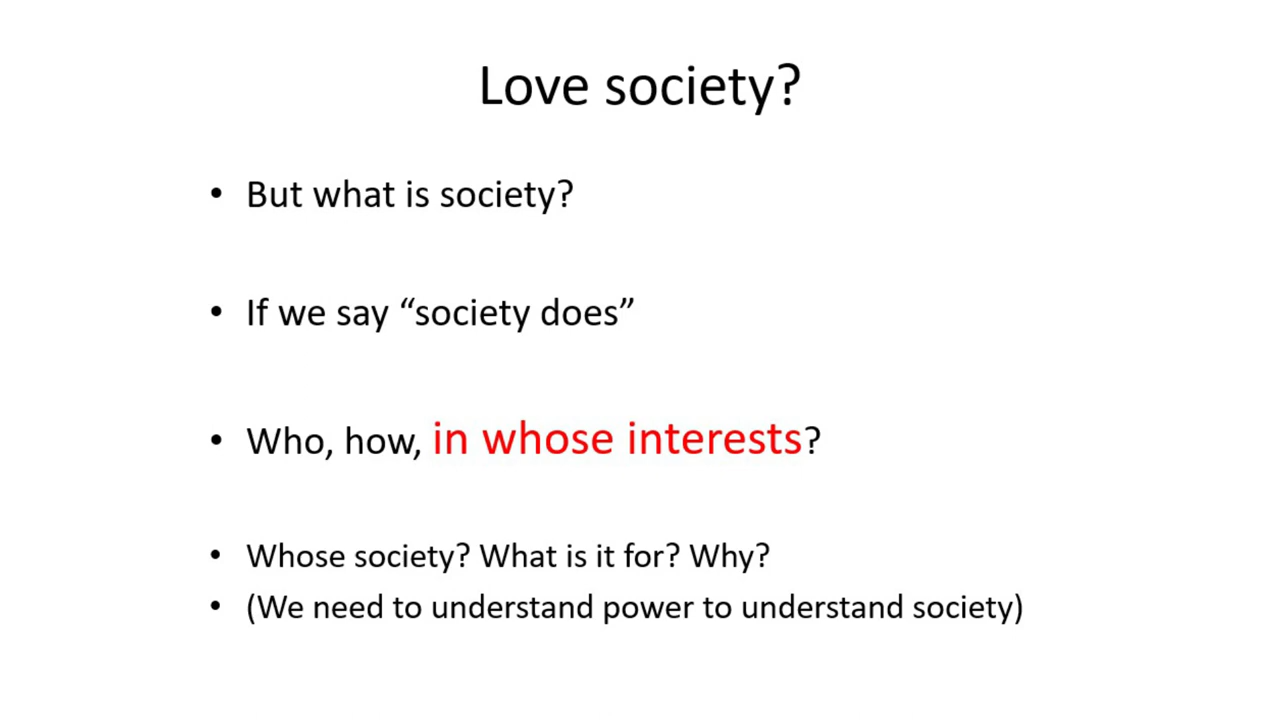 Love society?
• But what is society?
• If we say “society does”
• Who, how, in whose interests?
• Whose society? What is it for? Why?
• (We need to understand power to understand society)